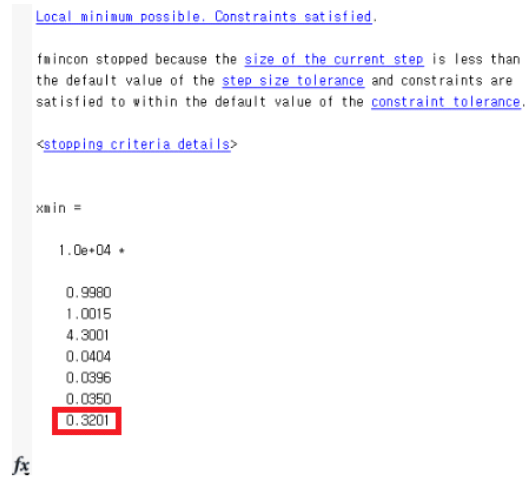 Local minimum possible. Constraints satisfied.
fmincon stopped because the size of the current step is less than
the default value of the step size tolerance and constraints are
satisfied to within the default value of the constraint tolerance.
<stopping criteria details>
xmin =
1.0e+04 *
0.9980
1.0015
4.3001
0.0404
0.0396
0.0350
0.3201
fx